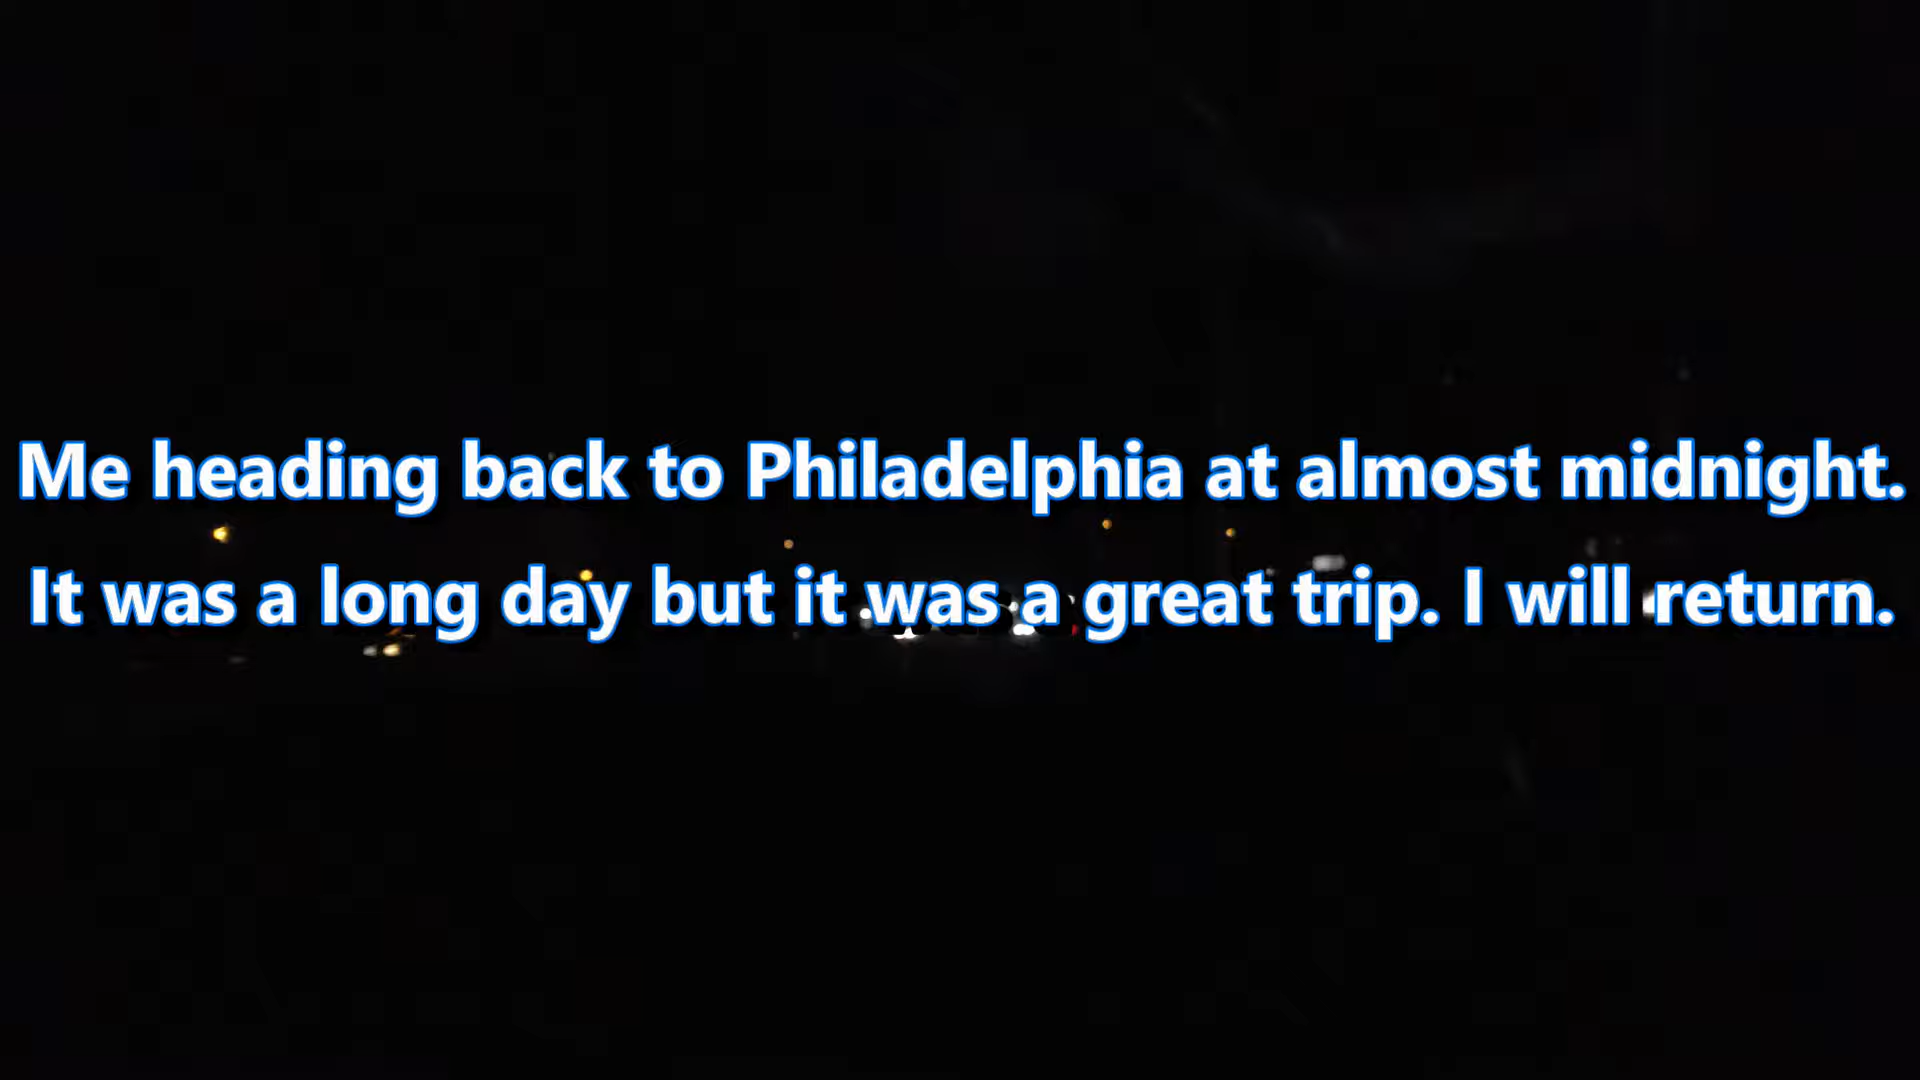 Me heading back to Philadelphia at almost midnight.
It was a long day but it was a great trip. I will return.